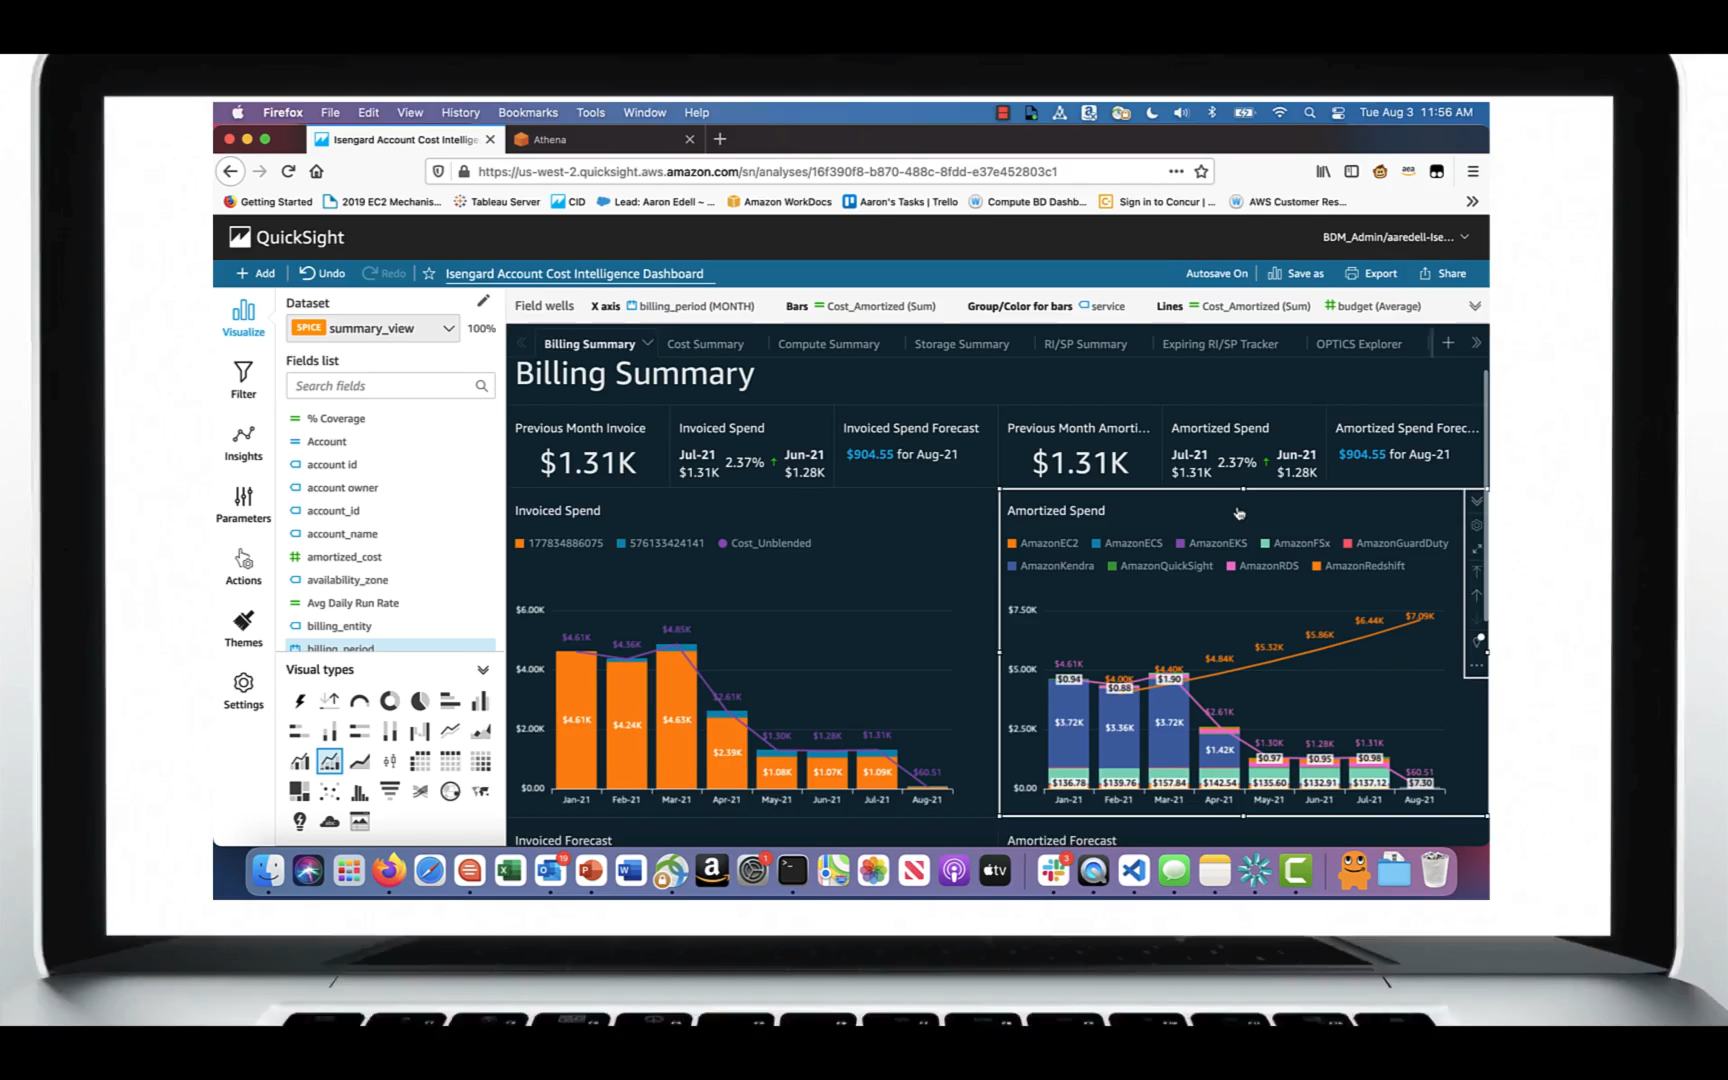 Firefox File Edit View History Bookmarks Tools Window Help Tue Aug 3 11:56 AM
Isengard Account Cost Intellige Athena
https://us-west-2.quicksight.aws.amazon.com/sn/analyses/16f390f8-b870-488c-8fdd-e37e452803c1
Getting Started 2019 EC2 Mechanis... Tableau Server CID Lead: Aaron Edell ~ ... Amazon WorkDocs Aaron's Tasks | Trello Compute BD Dashb... Sign in to Concur | ... AWS Customer Res...
QuickSight BDM_Admin/aaredell-Ise...
+ Add Undo Redo Isengard Account Cost Intelligence Dashboard Autosave On Save as Export Share
Visualize
Filter
Insights
Parameters
Actions
Themes
Settings
Dataset
SPICE summary_view 100%
Fields list
Search fields
% Coverage
Account
account id
account owner
account_id
account_name
amortized_cost
availability_zone
Avg Daily Run Rate
billing_entity
billing_period
Visual types
Field wells X axis billing_period (MONTH) Bars Cost_Amortized (Sum) Group/Color for bars service Lines Cost_Amortized (Sum) budget (Average)
Billing Summary Cost Summary Compute Summary Storage Summary RI/SP Summary Expiring RI/SP Tracker OPTICS Explorer
Billing Summary
Previous Month Invoice
$1.31K
Invoiced Spend
Jul-21 2.37% Jun-21
$1.31K $1.28K
Invoiced Spend Forecast
$904.55 for Aug-21
Previous Month Amorti...
$1.31K
Amortized Spend
Jul-21 2.37% Jun-21
$1.31K $1.28K
Amortized Spend Forec...
$904.55 for Aug-21
Invoiced Spend
177834886075 576133424141 Cost_Unblended
$6.00K
$4.00K
$2.00K
$0.00
$4.61K $4.36K $4.85K $2.61K $1.30K $1.28K $1.31K $60.51
$4.61K $4.24K $4.63K $2.39K $1.08K $1.07K $1.09K
Jan-21 Feb-21 Mar-21 Apr-21 May-21 Jun-21 Jul-21 Aug-21
Amortized Spend
AmazonEC2 AmazonECS AmazonEKS AmazonFSx AmazonGuardDuty
AmazonKendra AmazonQuickSight AmazonRDS AmazonRedshift
$7.50K
$5.00K
$2.50K
$0.00
$4.00K $4.40K $4.84K $5.32K $5.86K $6.44K $7.09K
$4.61K $2.61K $1.30K $1.28K $1.31K $60.51
$0.94 $0.88 $1.90 $0.97 $0.95 $0.98
$3.72K $3.36K $3.72K $1.42K
$136.78 $139.76 $157.84 $142.54 $135.60 $132.91 $137.12 $7.30
Jan-21 Feb-21 Mar-21 Apr-21 May-21 Jun-21 Jul-21 Aug-21
Invoiced Forecast
Amortized Forecast
19
1
tv
3